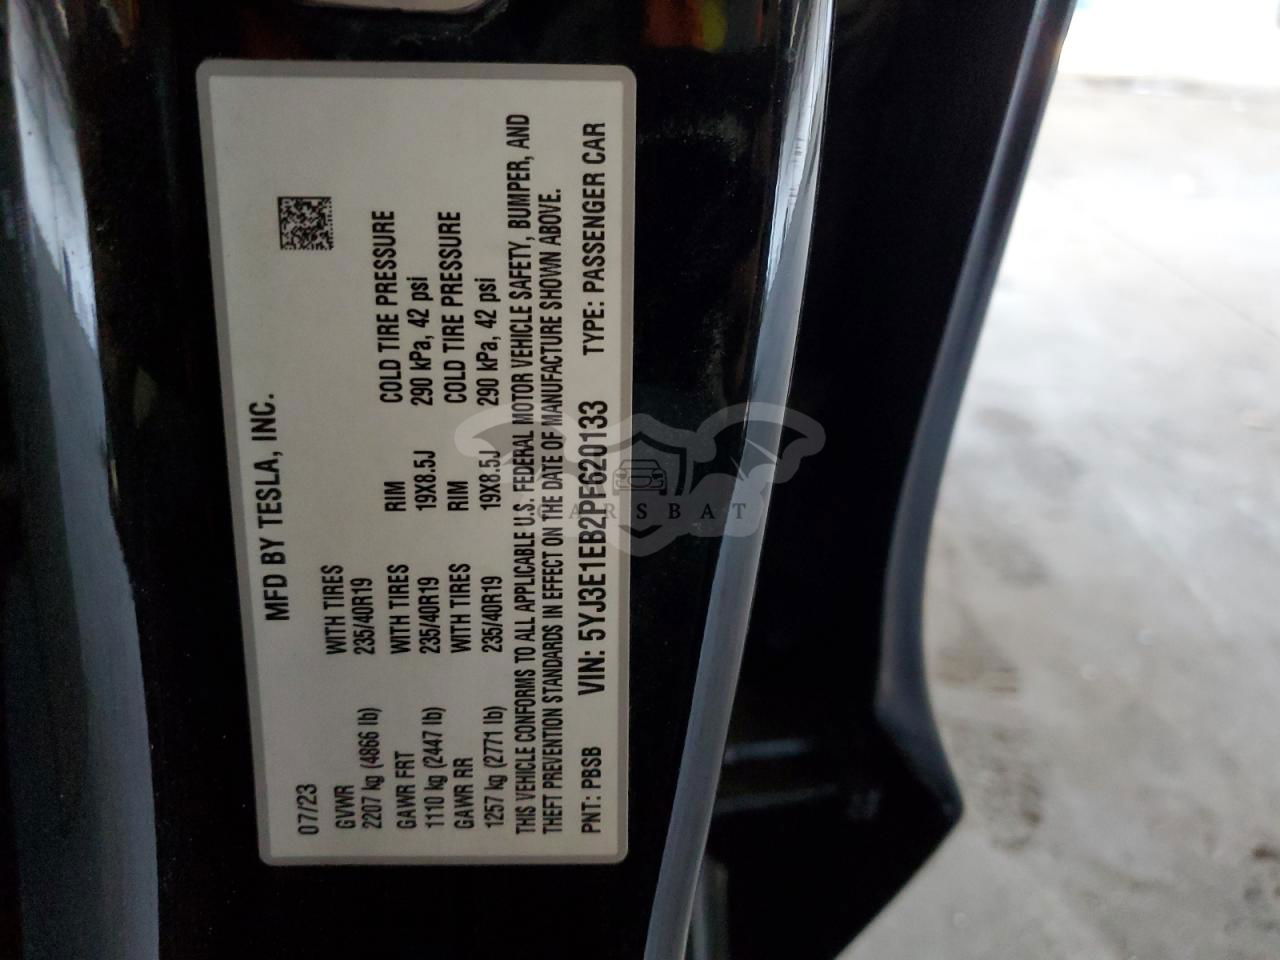 MFD BY TESLA, INC.
07/23
GVWR WITH TIRES
2207 kg (4866 lb) 235/40R19 RIM COLD TIRE PRESSURE
GAWR FRT WITH TIRES 19X8.5J 290 kPa, 42 psi
1110 kg (2447 lb) 235/40R19 RIM COLD TIRE PRESSURE
GAWR RR WITH TIRES 19X8.5J 290 kPa, 42 psi
1257 kg (2771 lb) 235/40R19
THIS VEHICLE CONFORMS TO ALL APPLICABLE U.S. FEDERAL MOTOR VEHICLE SAFETY, BUMPER, AND
THEFT PREVENTION STANDARDS IN EFFECT ON THE DATE OF MANUFACTURE SHOWN ABOVE.
PNT: PBSB VIN: 5YJ3E1EB2PF620133 TYPE: PASSENGER CAR
CARSBAT